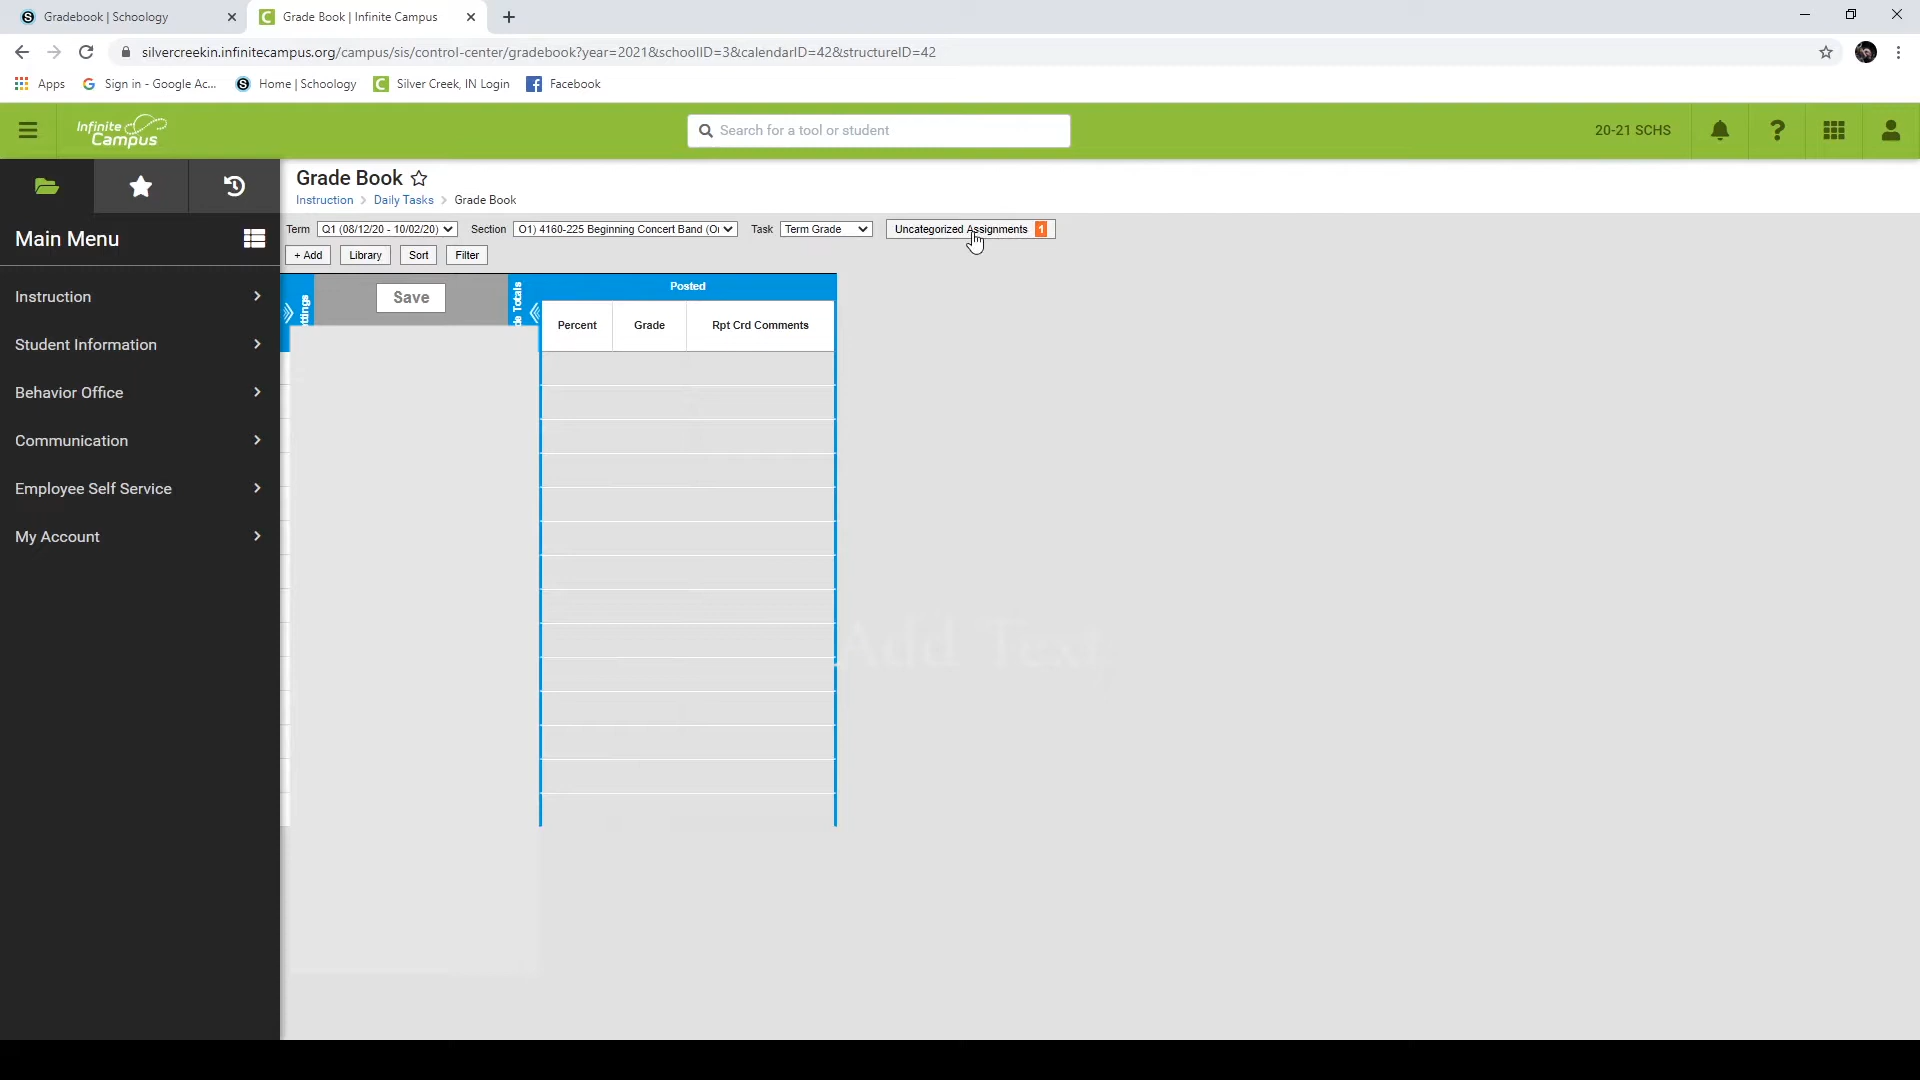 Gradebook | Schoology
Grade Book | Infinite Campus
silvercreekin.infinitecampus.org/campus/sis/control-center/gradebook?year=2021&schoolID=3&calendarID=42&structureID=42
Apps
Sign in - Google Ac...
Home | Schoology
Silver Creek, IN Login
Facebook
Infinite Campus
Search for a tool or student
20-21 SCHS
Main Menu
Instruction
Student Information
Behavior Office
Communication
Employee Self Service
My Account
Grade Book
Instruction > Daily Tasks > Grade Book
Term Q1 (08/12/20 - 10/02/20) Section O1) 4160-225 Beginning Concert Band (O Task Term Grade Uncategorized Assignments 1
+ Add Library Sort Filter
Save
Posted
Percent Grade Rpt Crd Comments
Add Text